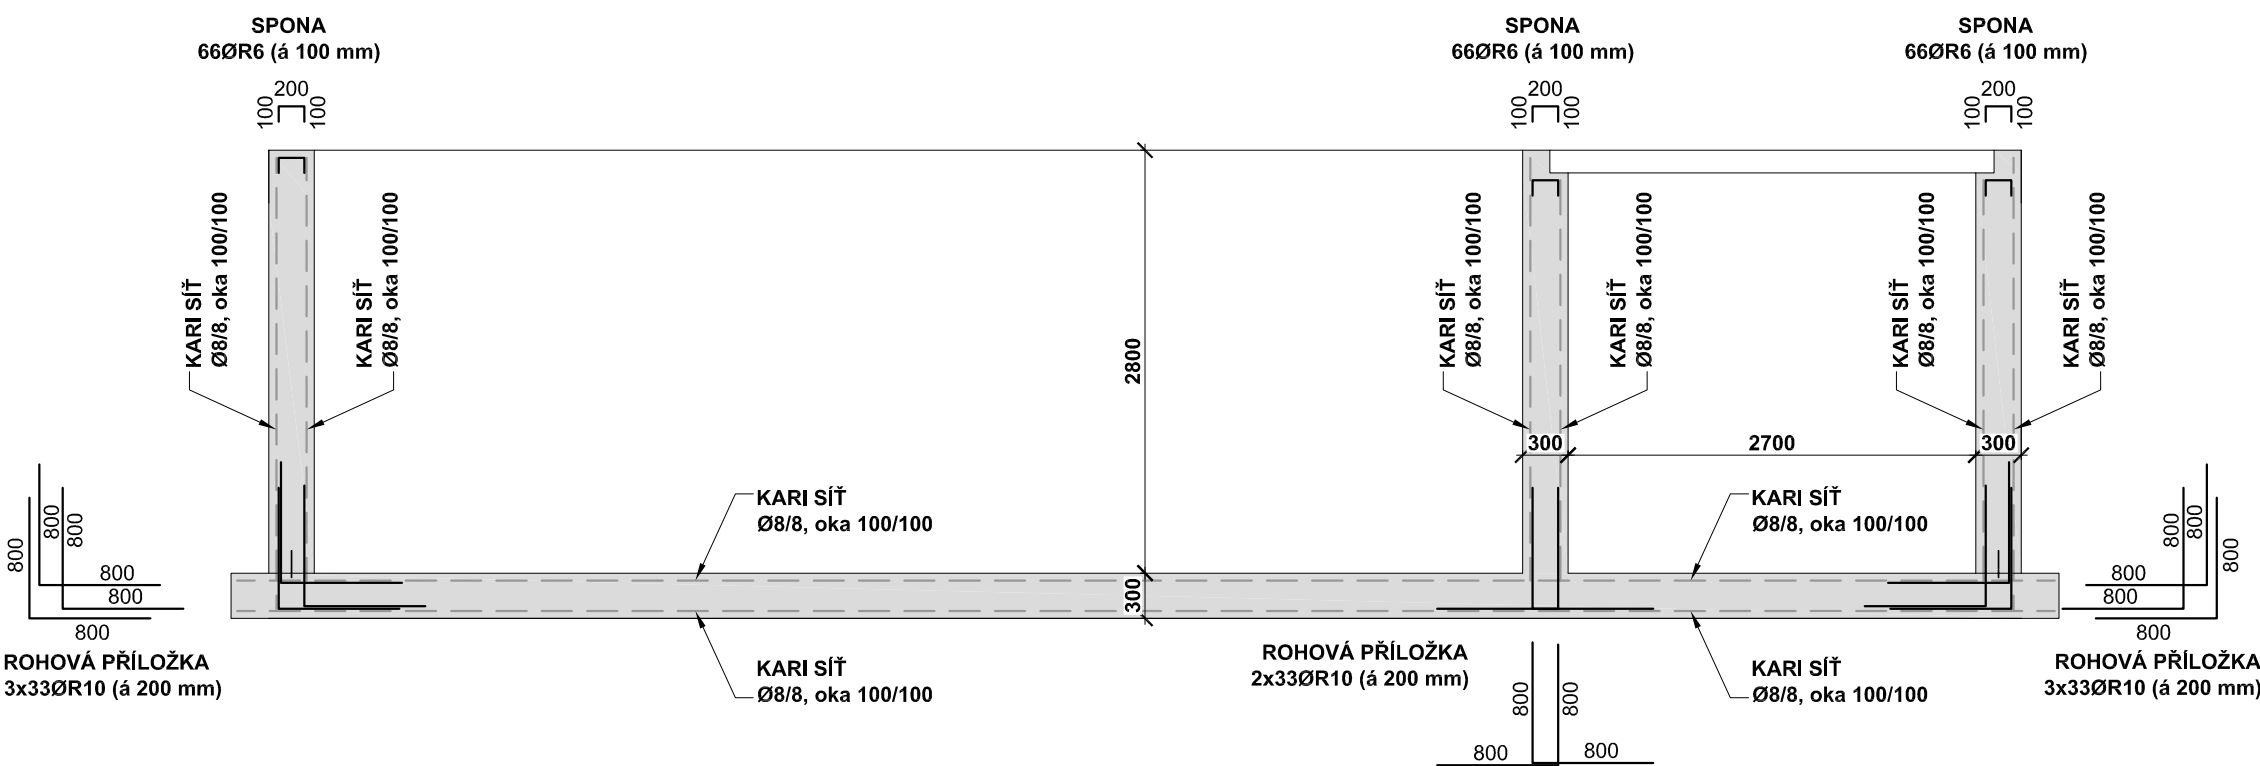 SPONA
66ØR6 (á 100 mm)
200
100
100
SPONA
66ØR6 (á 100 mm)
200
100
100
SPONA
66ØR6 (á 100 mm)
200
100
100
KARI SÍŤ
Ø8/8, oka 100/100
KARI SÍŤ
Ø8/8, oka 100/100
2800
KARI SÍŤ
Ø8/8, oka 100/100
KARI SÍŤ
Ø8/8, oka 100/100
KARI SÍŤ
Ø8/8, oka 100/100
KARI SÍŤ
Ø8/8, oka 100/100
300
2700
300
KARI SÍŤ
Ø8/8, oka 100/100
KARI SÍŤ
Ø8/8, oka 100/100
800
800
800
800
800
800
300
800
800
800
800
800
800
ROHOVÁ PŘÍLOŽKA
3x33ØR10 (á 200 mm)
KARI SÍŤ
Ø8/8, oka 100/100
ROHOVÁ PŘÍLOŽKA
2x33ØR10 (á 200 mm)
800
800
800
800
KARI SÍŤ
Ø8/8, oka 100/100
ROHOVÁ PŘÍLOŽKA
3x33ØR10 (á 200 mm)